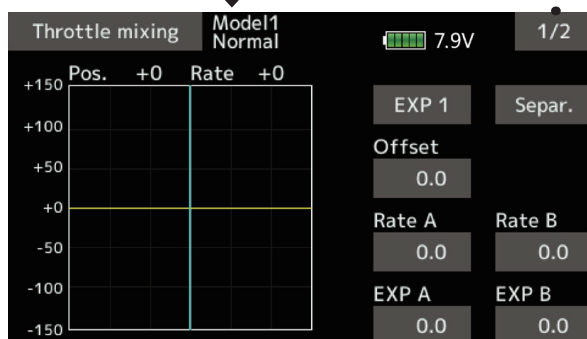 Throttle mixing
Model1
Normal
7.9V
1/2
Pos. +0 Rate +0
+150
+100
+50
+0
-50
-100
-150
EXP 1
Separ.
Offset
0.0
Rate A Rate B
0.0 0.0
EXP A EXP B
0.0 0.0